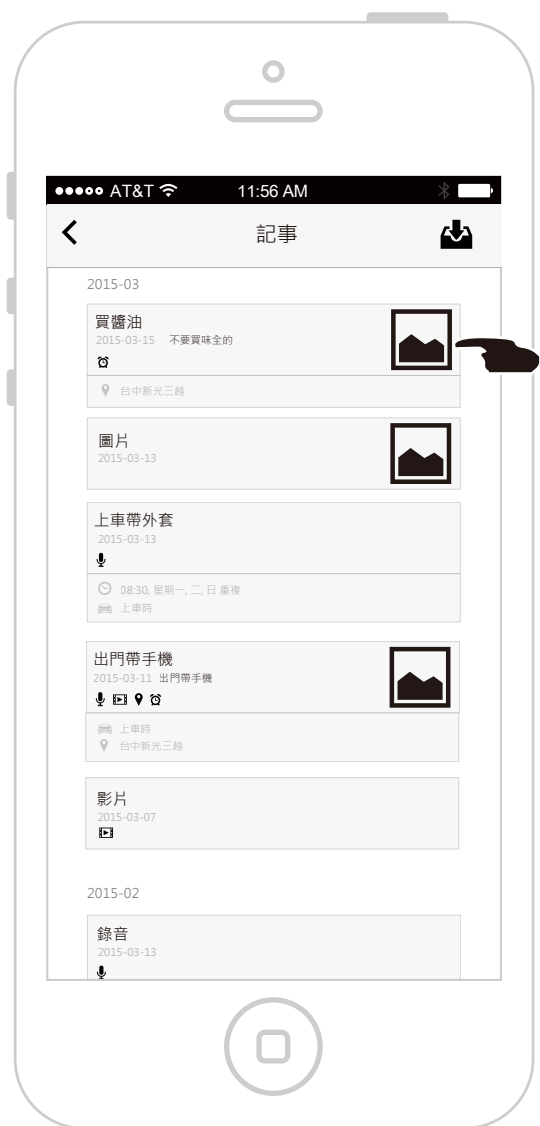 AT&T 11:56 AM
記事
2015-03
買醬油
2015-03-15 不要買味全的
台中新光三越
圖片
2015-03-13
上車帶外套
2015-03-13
08:30, 星期一, 二, 日 重複
上車時
出門帶手機
2015-03-11 出門帶手機
上車時
台中新光三越
影片
2015-03-07
2015-02
錄音
2015-03-13